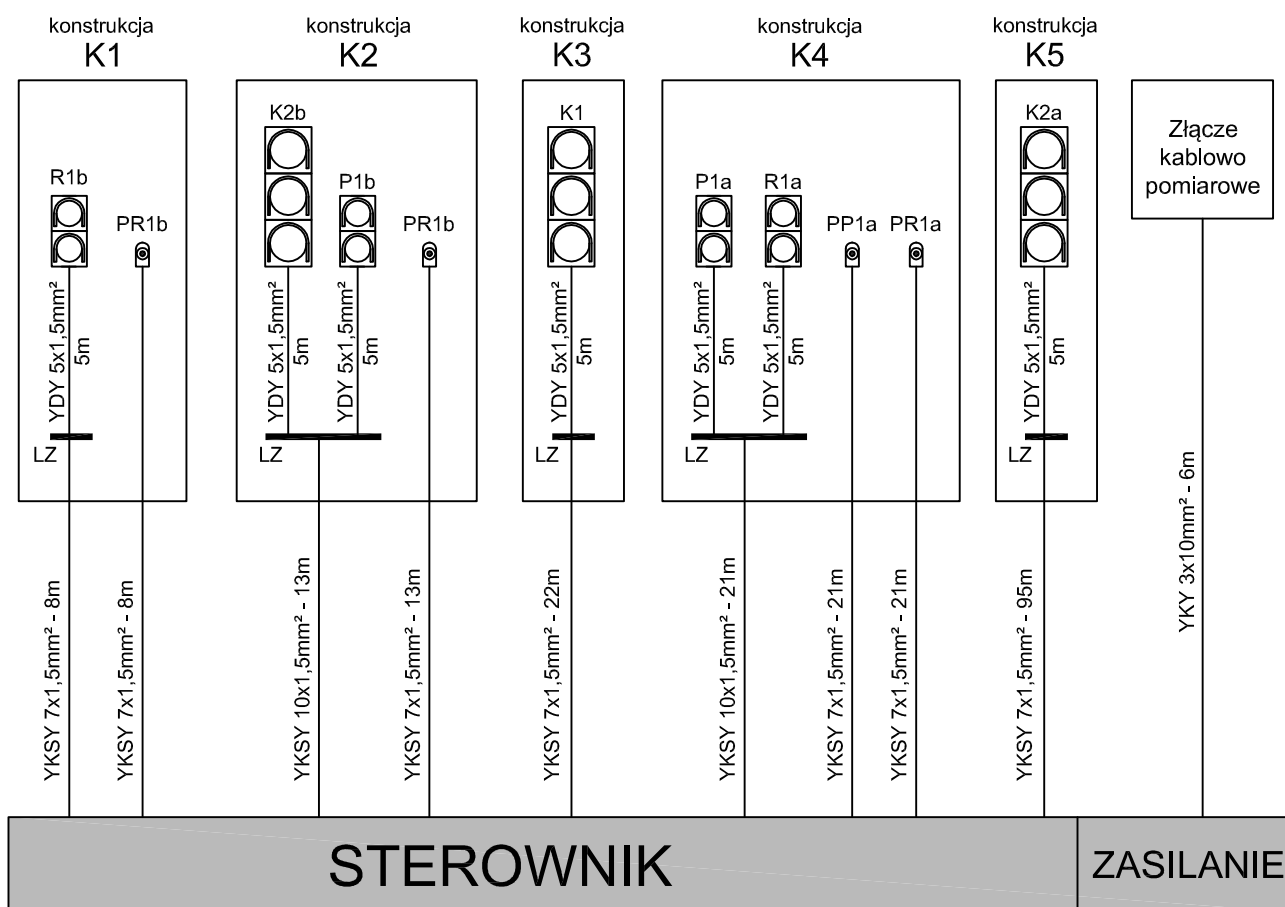 konstrukcja
K1
R1b
PR1b
YDY 5x1,5mm²
5m
LZ
YKSY 7x1,5mm² - 8m
YKSY 7x1,5mm² - 8m
konstrukcja
K2
K2b
P1b
PR1b
YDY 5x1,5mm²
5m
YDY 5x1,5mm²
5m
LZ
YKSY 10x1,5mm² - 13m
YKSY 7x1,5mm² - 13m
konstrukcja
K3
K1
YDY 5x1,5mm²
5m
LZ
YKSY 7x1,5mm² - 22m
konstrukcja
K4
P1a
R1a
PP1a
PR1a
YDY 5x1,5mm²
5m
YDY 5x1,5mm²
5m
LZ
YKSY 10x1,5mm² - 21m
YKSY 7x1,5mm² - 21m
YKSY 7x1,5mm² - 21m
konstrukcja
K5
K2a
YDY 5x1,5mm²
5m
LZ
YKSY 7x1,5mm² - 95m
Złącze
kablowo
pomiarowe
YKY 3x10mm² - 6m
STEROWNIK
ZASILANIE